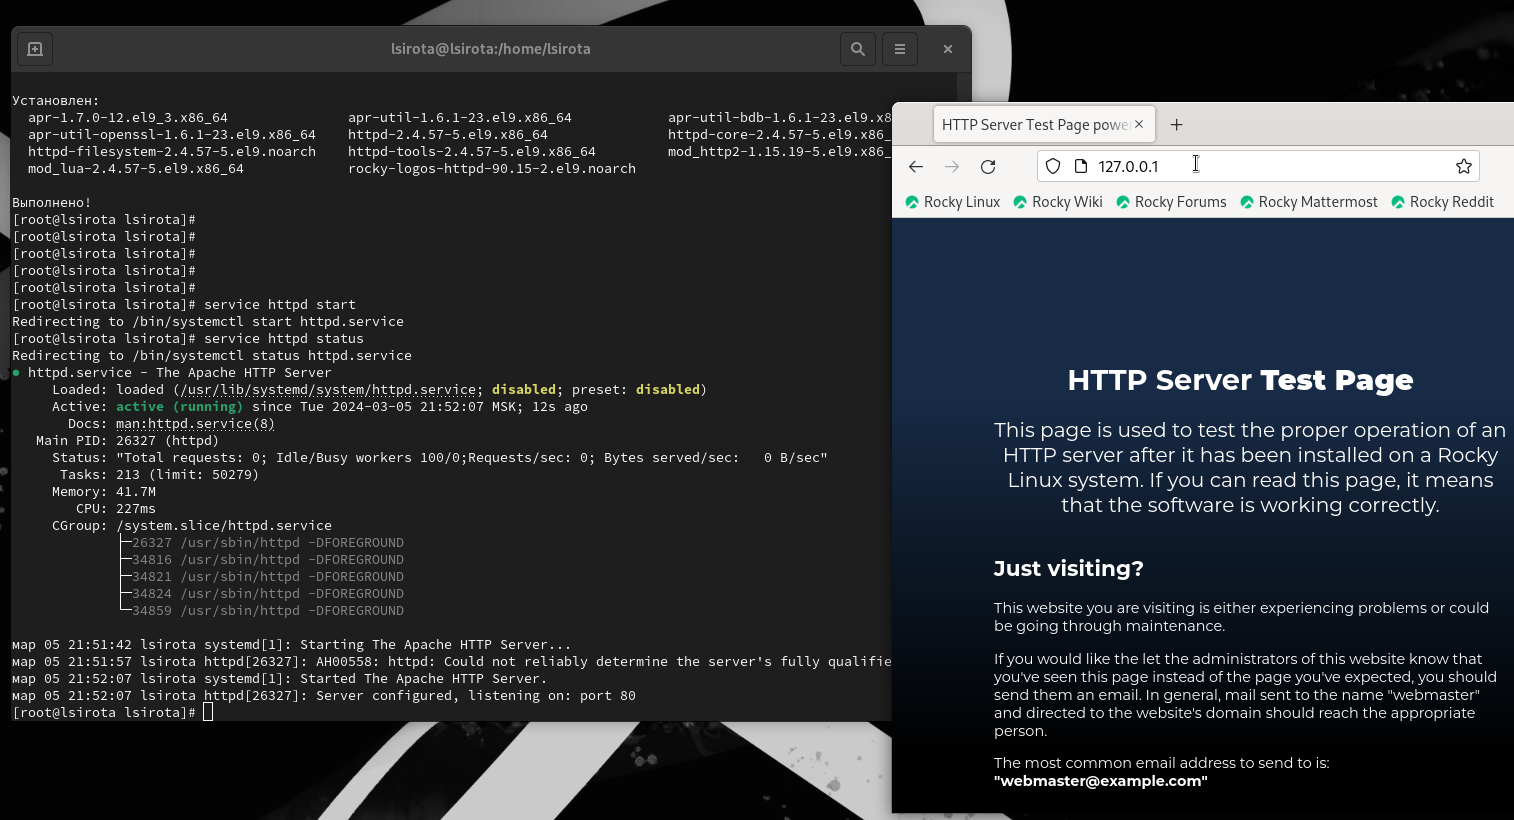 lsirota@lsirota:/home/lsirota
Установлен:
apr-1.7.0-12.el9_3.x86_64 apr-util-1.6.1-23.el9.x86_64 apr-util-bdb-1.6.1-23.el9.x8
apr-util-openssl-1.6.1-23.el9.x86_64 httpd-2.4.57-5.el9.x86_64 httpd-core-2.4.57-5.el9.x86_
httpd-filesystem-2.4.57-5.el9.noarch httpd-tools-2.4.57-5.el9.x86_64 mod_http2-1.15.19-5.el9.x86_
mod_lua-2.4.57-5.el9.x86_64 rocky-logos-httpd-90.15-2.el9.noarch
Выполнено!
[root@lsirota lsirota]#
[root@lsirota lsirota]#
[root@lsirota lsirota]#
[root@lsirota lsirota]#
[root@lsirota lsirota]#
[root@lsirota lsirota]# service httpd start
Redirecting to /bin/systemctl start httpd.service
[root@lsirota lsirota]# service httpd status
Redirecting to /bin/systemctl status httpd.service
● httpd.service - The Apache HTTP Server
Loaded: loaded (/usr/lib/systemd/system/httpd.service; disabled; preset: disabled)
Active: active (running) since Tue 2024-03-05 21:52:07 MSK; 12s ago
Docs: man:httpd.service(8)
Main PID: 26327 (httpd)
Status: "Total requests: 0; Idle/Busy workers 100/0;Requests/sec: 0; Bytes served/sec:   0 B/sec"
Tasks: 213 (limit: 50279)
Memory: 41.7M
CPU: 227ms
CGroup: /system.slice/httpd.service
├─26327 /usr/sbin/httpd -DFOREGROUND
├─34816 /usr/sbin/httpd -DFOREGROUND
├─34821 /usr/sbin/httpd -DFOREGROUND
├─34824 /usr/sbin/httpd -DFOREGROUND
└─34859 /usr/sbin/httpd -DFOREGROUND
мар 05 21:51:42 lsirota systemd[1]: Starting The Apache HTTP Server...
мар 05 21:51:57 lsirota httpd[26327]: AH00558: httpd: Could not reliably determine the server's fully qualifie
мар 05 21:52:07 lsirota systemd[1]: Started The Apache HTTP Server.
мар 05 21:52:07 lsirota httpd[26327]: Server configured, listening on: port 80
[root@lsirota lsirota]#
HTTP Server Test Page powe
127.0.0.1
Rocky Linux Rocky Wiki Rocky Forums Rocky Mattermost Rocky Reddit
HTTP Server Test Page
This page is used to test the proper operation of an
HTTP server after it has been installed on a Rocky
Linux system. If you can read this page, it means
that the software is working correctly.
Just visiting?
This website you are visiting is either experiencing problems or could
be going through maintenance.
If you would like the let the administrators of this website know that
you've seen this page instead of the page you've expected, you should
send them an email. In general, mail sent to the name "webmaster"
and directed to the website's domain should reach the appropriate
person.
The most common email address to send to is:
"webmaster@example.com"